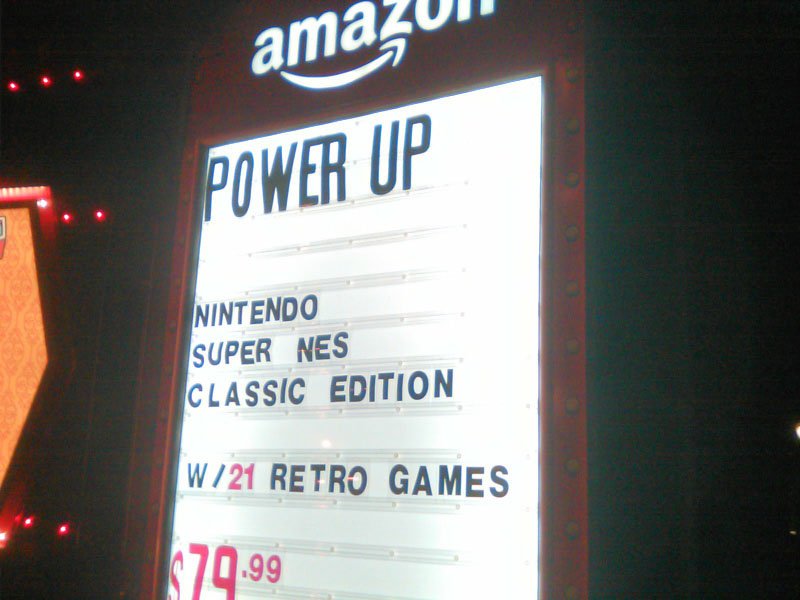 amazon
POWER UP
NINTENDO
SUPER NES
CLASSIC EDITION
W/21 RETRO GAMES
$79.99